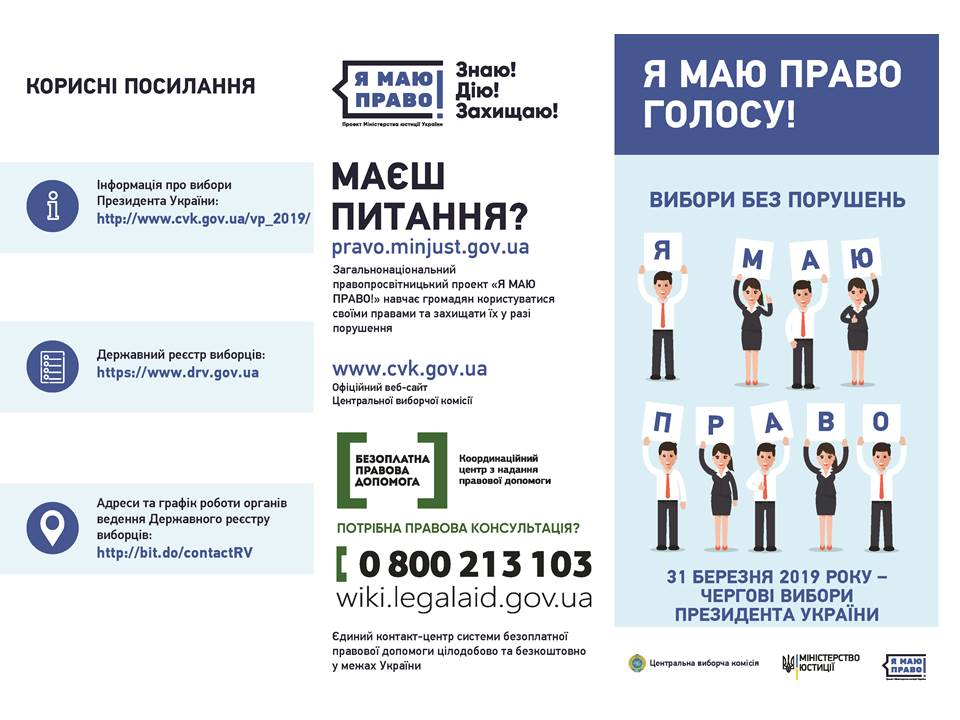 КОРИСНІ ПОСИЛАННЯ
Інформація про вибори
Президента України:
http://www.cvk.gov.ua/vp_2019/
Державний реєстр виборців:
https://www.drv.gov.ua
Адреси та графік роботи органів
ведення Державного реєстру
виборців:
http://bit.do/contactRV
Я МАЮ
ПРАВО!
Проект Міністерства юстиції України
Знаю!
Дію!
Захищаю!
МАЄШ
ПИТАННЯ?
pravo.minjust.gov.ua
Загальнонаціональний
правопросвітницький проект «Я МАЮ
ПРАВО!» навчає громадян користуватися
своїми правами та захищати їх у разі
порушення
www.cvk.gov.ua
Офіційний веб-сайт
Центральної виборчої комісії
БЕЗОПЛАТНА
ПРАВОВА
ДОПОМОГА
Координаційний
центр з надання
правової допомоги
ПОТРІБНА ПРАВОВА КОНСУЛЬТАЦІЯ?
0 800 213 103
wiki.legalaid.gov.ua
Єдиний контакт-центр системи безоплатної
правової допомоги цілодобово та безкоштовно
у межах України
Я МАЮ ПРАВО
ГОЛОСУ!
ВИБОРИ БЕЗ ПОРУШЕНЬ
Я МАЮ
ПРАВО
31 БЕРЕЗНЯ 2019 РОКУ –
ЧЕРГОВІ ВИБОРИ
ПРЕЗИДЕНТА УКРАЇНИ
Центральна виборча комісія
МІНІСТЕРСТВО
ЮСТИЦІЇ
Я МАЮ
ПРАВО!